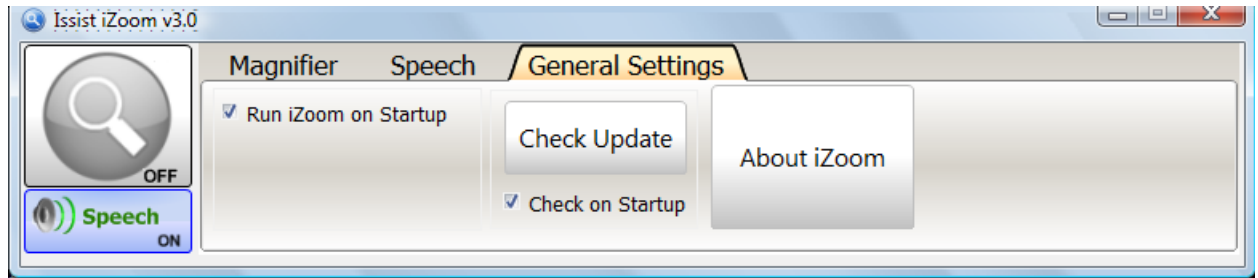 Issist iZoom v3.0
Magnifier Speech General Settings
Run iZoom on Startup
Check Update
About iZoom
OFF
Check on Startup
Speech
ON